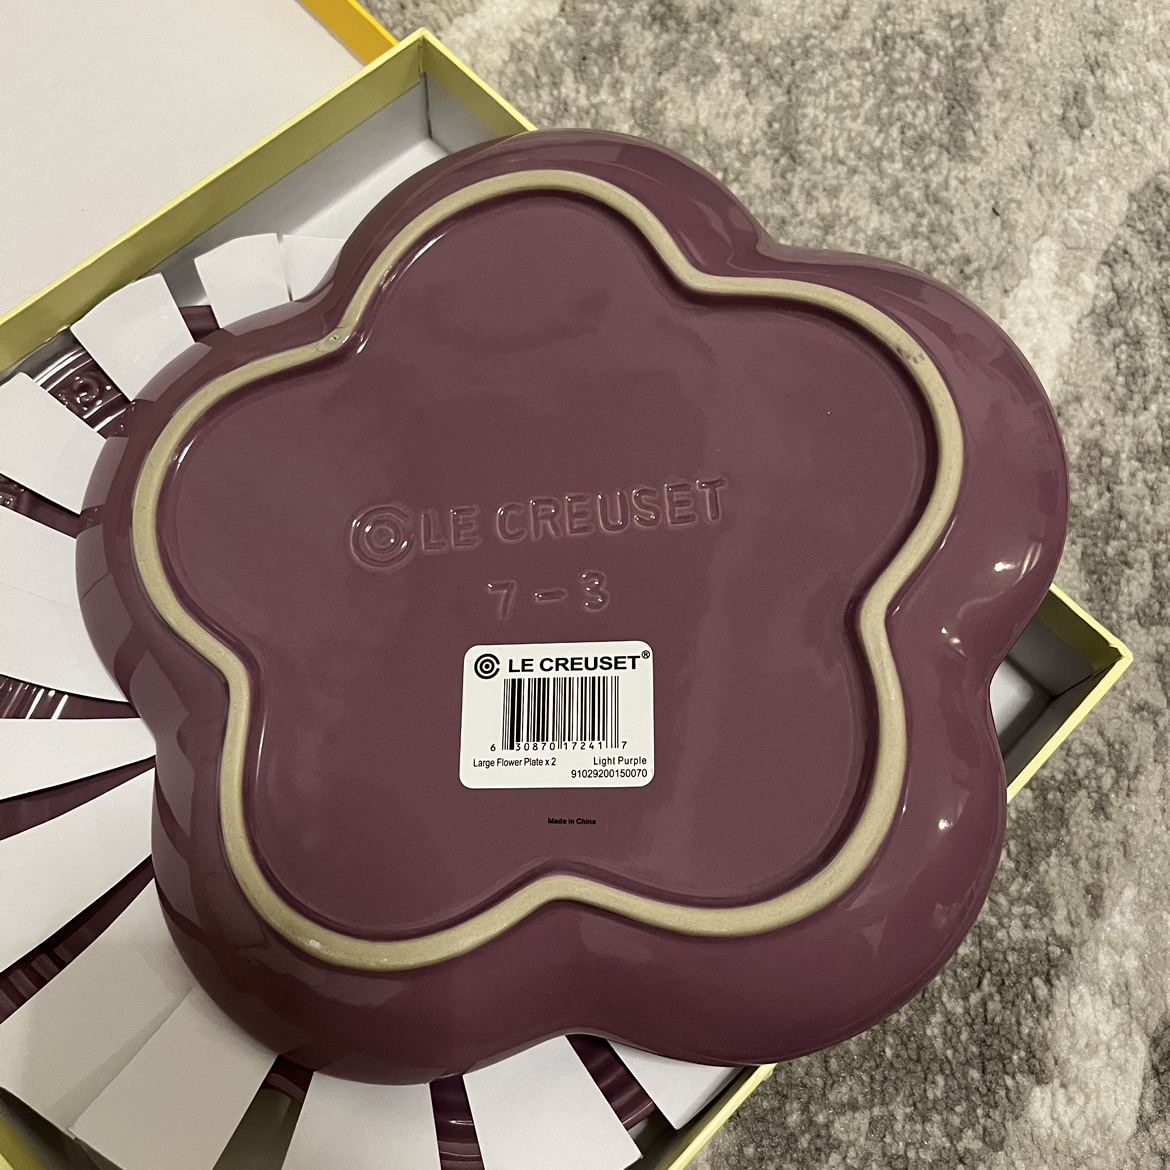 LE CREUSET
7-3
LE CREUSET®
6 30870 17241 7
Large Flower Plate x 2 Light Purple
91029200150070
Made in China